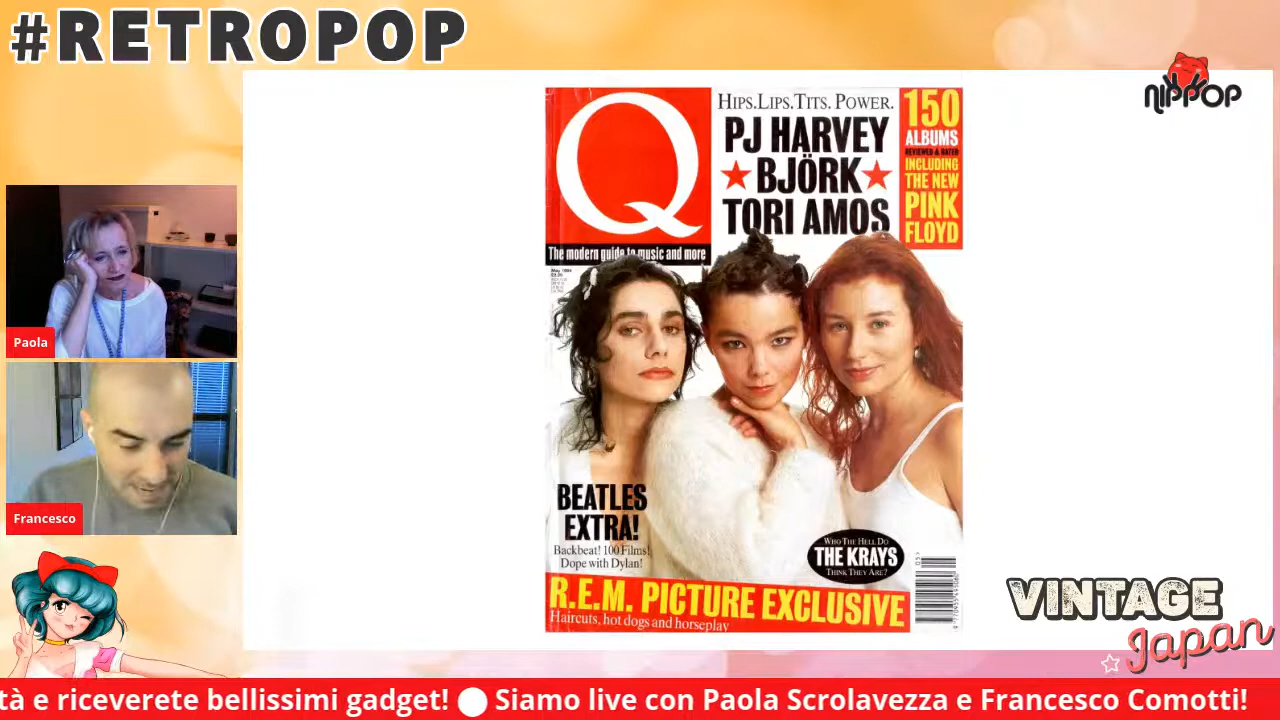 #RETROPOP
NIPPOP
Paola
Francesco
Q
The modern guide to music and more
May 1994
HIPS.LIPS.TITS. POWER.
PJ HARVEY
BJÖRK
TORI AMOS
150
ALBUMS
REVIEWED & RATED
INCLUDING
THE NEW
PINK
FLOYD
BEATLES
EXTRA!
Backbeat! 100 Films!
Dope with Dylan!
WHO THE HELL DO
THE KRAYS
THINK THEY ARE?
R.E.M. PICTURE EXCLUSIVE
Haircuts, hot dogs and horseplay
VINTAGE
Japan
tà e riceverete bellissimi gadget! ⚪ Siamo live con Paola Scrolavezza e Francesco Comotti!